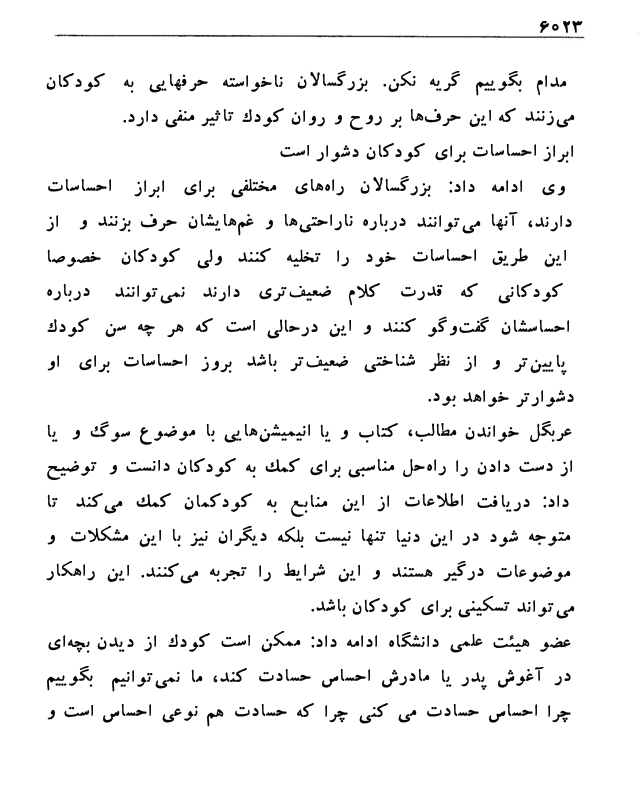 ۶۰۲۳
مدام بگوییم گریه نکن. بزرگسالان ناخواسته حرفهایی به کودکان
می‌زنند که این حرف‌ها بر روح و روان کودك تاثیر منفی دارد.
ابراز احساسات برای کودکان دشوار است
وی ادامه داد: بزرگسالان راه‌های مختلفی برای ابراز احساسات
دارند، آنها می‌توانند درباره ناراحتی‌ها و غم‌هایشان حرف بزنند و از
این طریق احساسات خود را تخلیه کنند ولی کودکان خصوصا
کودکانی که قدرت کلام ضعیف‌تری دارند نمی‌توانند درباره
احساسشان گفت‌وگو کنند و این درحالی است که هر چه سن کودك
پایین‌تر و از نظر شناختی ضعیف‌تر باشد بروز احساسات برای او
دشوارتر خواهد بود.
عربگل خواندن مطالب، کتاب و یا انیمیشن‌هایی با موضوع سوگ و یا
از دست دادن را راه‌حل مناسبی برای کمك به کودکان دانست و توضیح
داد: دریافت اطلاعات از این منابع به کودکمان کمك می‌کند تا
متوجه شود در این دنیا تنها نیست بلکه دیگران نیز با این مشکلات و
موضوعات درگیر هستند و این شرایط را تجربه می‌کنند. این راهکار
می‌تواند تسکینی برای کودکان باشد.
عضو هیئت علمی دانشگاه ادامه داد: ممکن است کودك از دیدن بچه‌ای
در آغوش پدر یا مادرش احساس حسادت کند، ما نمی‌توانیم بگوییم
چرا احساس حسادت می کنی چرا که حسادت هم نوعی احساس است و